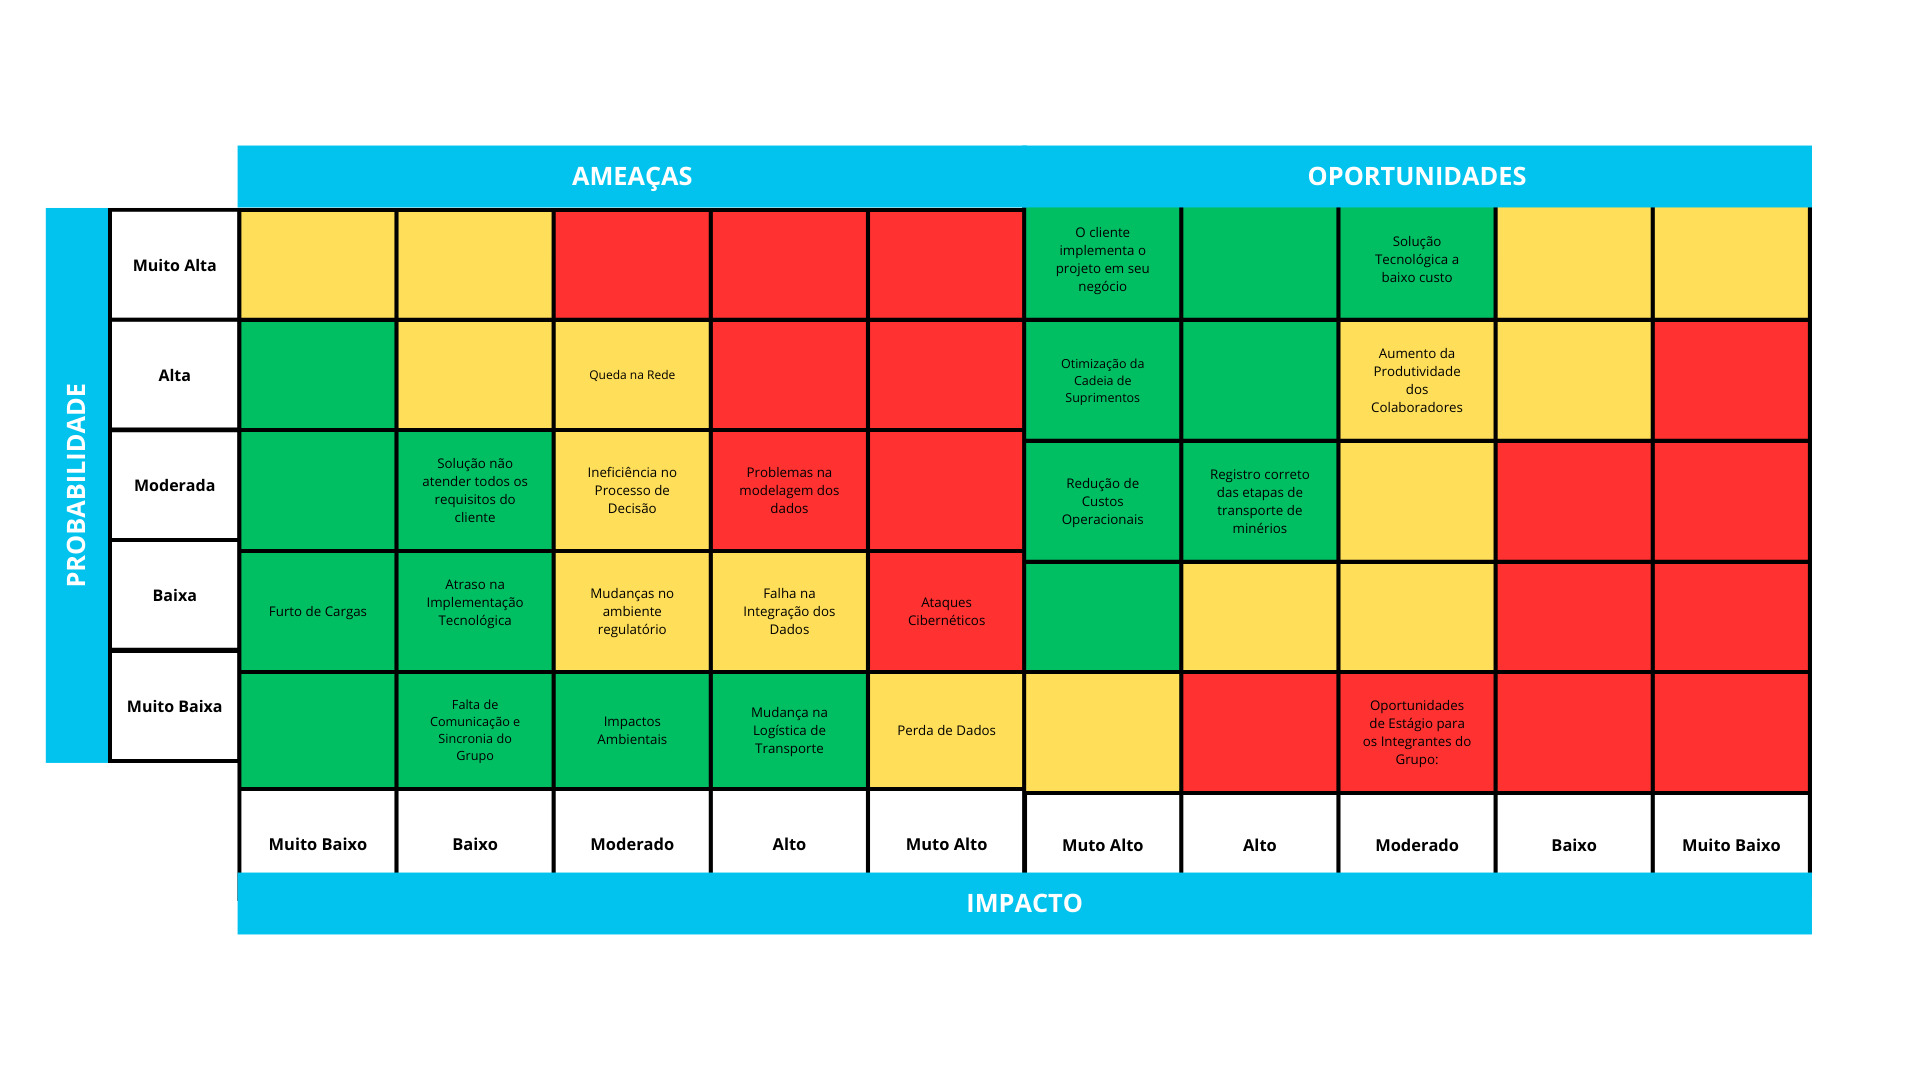 AMEAÇAS
OPORTUNIDADES
PROBABILIDADE
Muito Alta
O cliente
implementa o
projeto em seu
negócio
Solução
Tecnológica a
baixo custo
Alta
Queda na Rede
Otimização da
Cadeia de
Suprimentos
Aumento da
Produtividade
dos
Colaboradores
Moderada
Solução não
atender todos os
requisitos do
cliente
Ineficiência no
Processo de
Decisão
Problemas na
modelagem dos
dados
Redução de
Custos
Operacionais
Registro correto
das etapas de
transporte de
minérios
Baixa
Furto de Cargas
Atraso na
Implementação
Tecnológica
Mudanças no
ambiente
regulatório
Falha na
Integração dos
Dados
Ataques
Cibernéticos
Muito Baixa
Falta de
Comunicação e
Sincronia do
Grupo
Impactos
Ambientais
Mudança na
Logística de
Transporte
Perda de Dados
Oportunidades
de Estágio para
os Integrantes do
Grupo:
Muito Baixo
Baixo
Moderado
Alto
Muto Alto
Muto Alto
Alto
Moderado
Baixo
Muito Baixo
IMPACTO